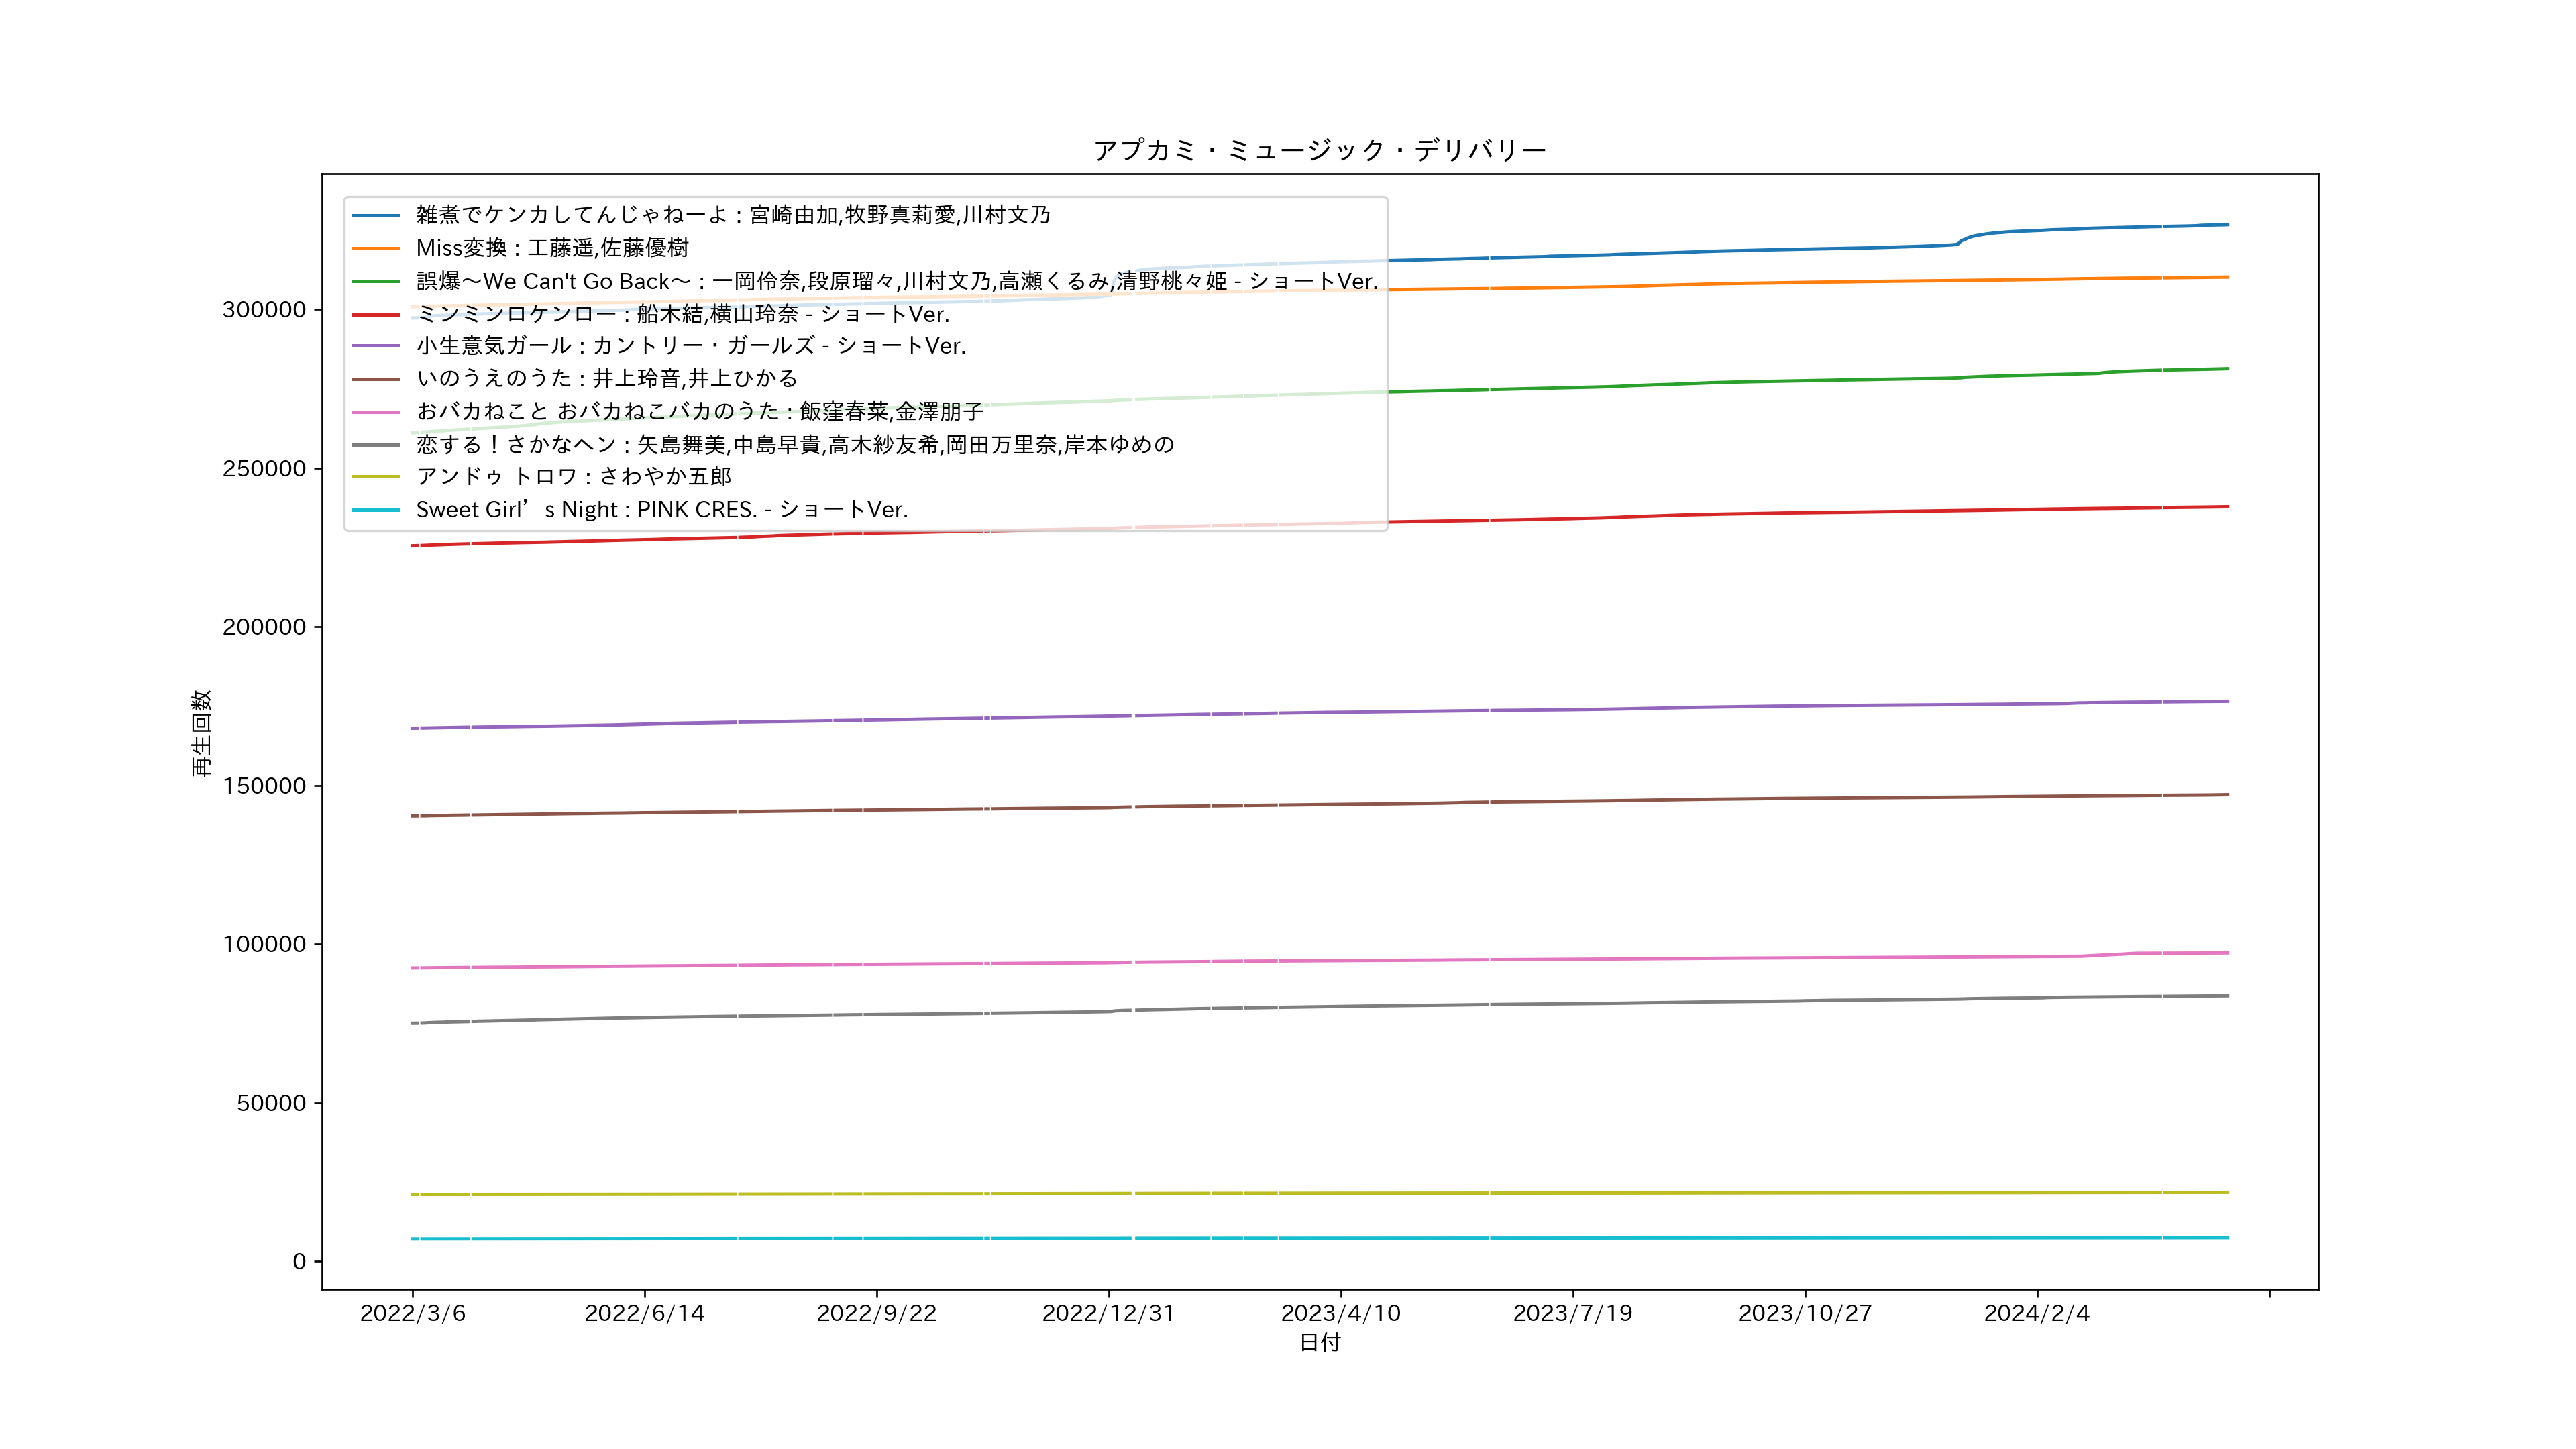 アプカミ・ミュージック・デリバリー
雑煮でケンカしてんじゃねーよ : 宮崎由加,牧野真莉愛,川村文乃
Miss変換 : 工藤遥,佐藤優樹
誤爆〜We Can't Go Back〜 : 一岡伶奈,段原瑠々,川村文乃,高瀬くるみ,清野桃々姫 - ショートVer.
ミンミンロケンロー : 船木結,横山玲奈 - ショートVer.
小生意気ガール : カントリー・ガールズ - ショートVer.
いのうえのうた : 井上玲音,井上ひかる
おバカねこと おバカねこバカのうた : 飯窪春菜,金澤朋子
恋する！さかなヘン : 矢島舞美,中島早貴,高木紗友希,岡田万里奈,岸本ゆめの
アンドゥ トロワ : さわやか五郎
Sweet Girl’s Night : PINK CRES. - ショートVer.
300000
250000
200000
150000
100000
50000
0
再生回数
2022/3/6 2022/6/14 2022/9/22 2022/12/31 2023/4/10 2023/7/19 2023/10/27 2024/2/4
日付